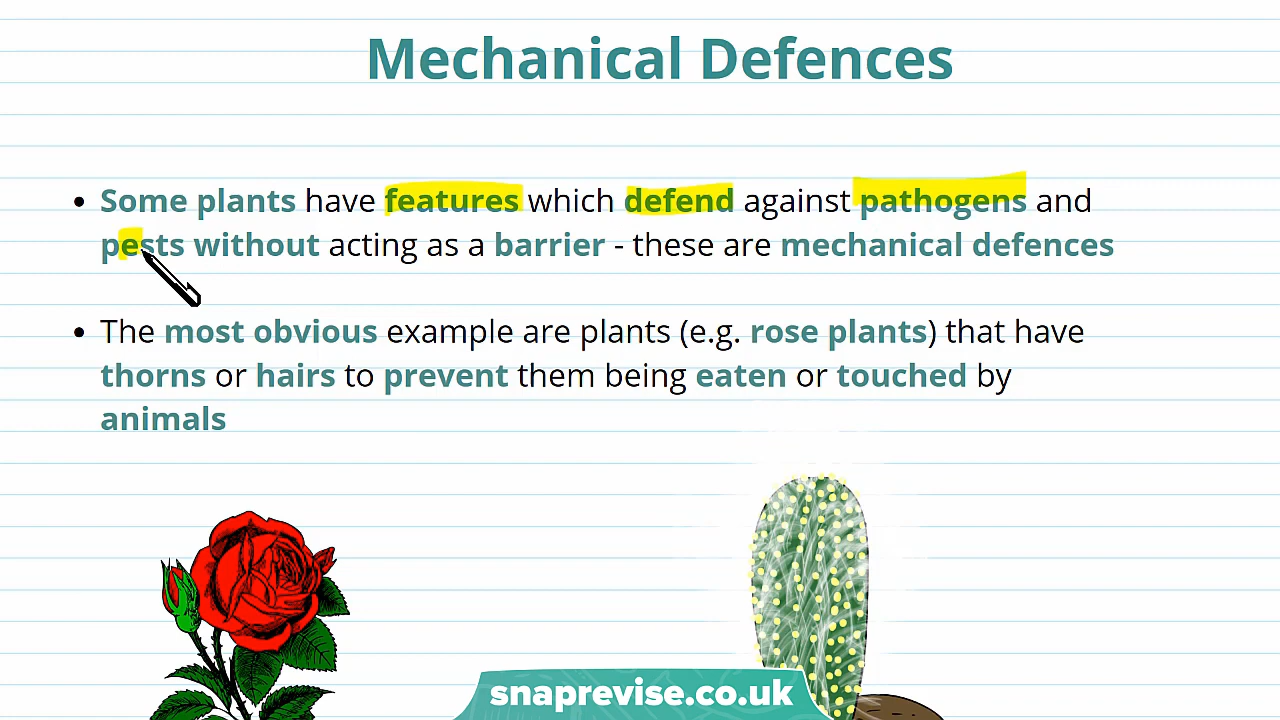 Mechanical Defences
• Some plants have features which defend against pathogens and
pests without acting as a barrier - these are mechanical defences
• The most obvious example are plants (e.g. rose plants) that have
thorns or hairs to prevent them being eaten or touched by
animals
snaprevise.co.uk